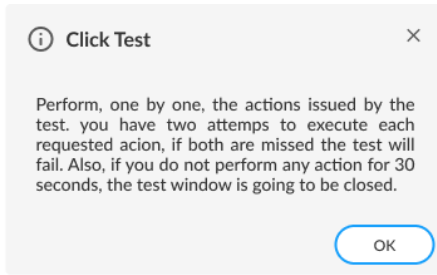 Click Test
Perform, one by one, the actions issued by the
test. you have two attemps to execute each
requested acion, if both are missed the test will
fail. Also, if you do not perform any action for 30
seconds, the test window is going to be closed.
OK